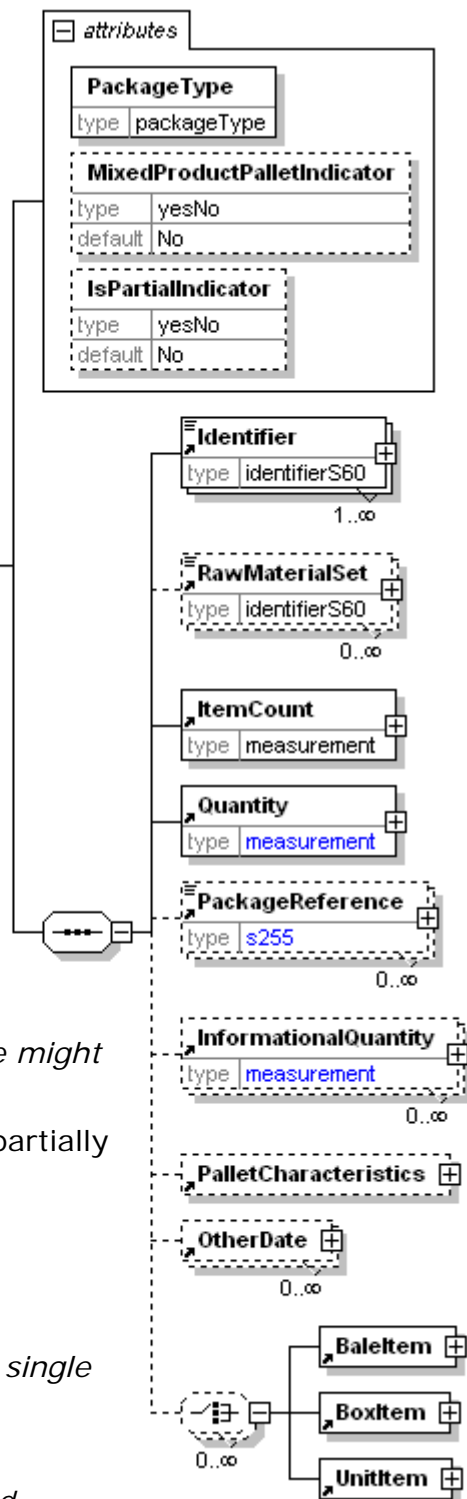 attributes
PackageType
type packageType
MixedProductPalletIndicator
type yesNo
default No
IsPartialIndicator
type yesNo
default No
Identifier
type identifierS60
1..∞
RawMaterialSet
type identifierS60
0..∞
ItemCount
type measurement
Quantity
type measurement
PackageReference
type s255
0..∞
e might
InformationalQuantity
type measurement
0..∞
partially
PalletCharacteristics
OtherDate
0..∞
BaleItem
single
BoxItem
0..∞
UnitItem